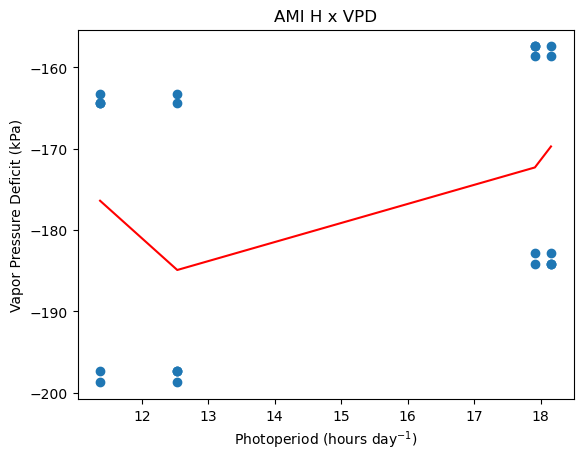 AMI H x VPD
Vapor Pressure Deficit (kPa)
−160
−170
−180
−190
−200
12 13 14 15 16 17 18
Photoperiod (hours day⁻¹)